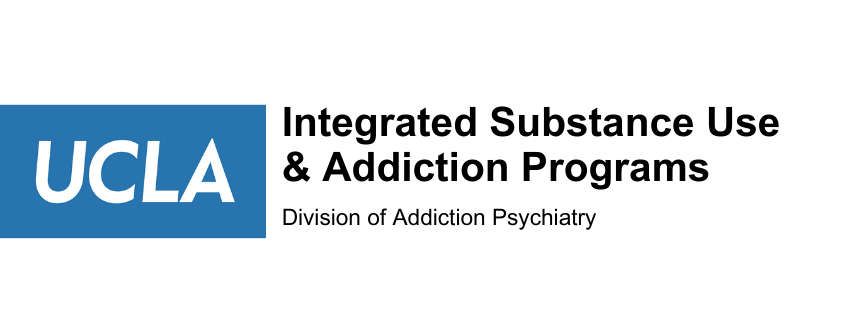 UCLA
Integrated Substance Use
& Addiction Programs
Division of Addiction Psychiatry